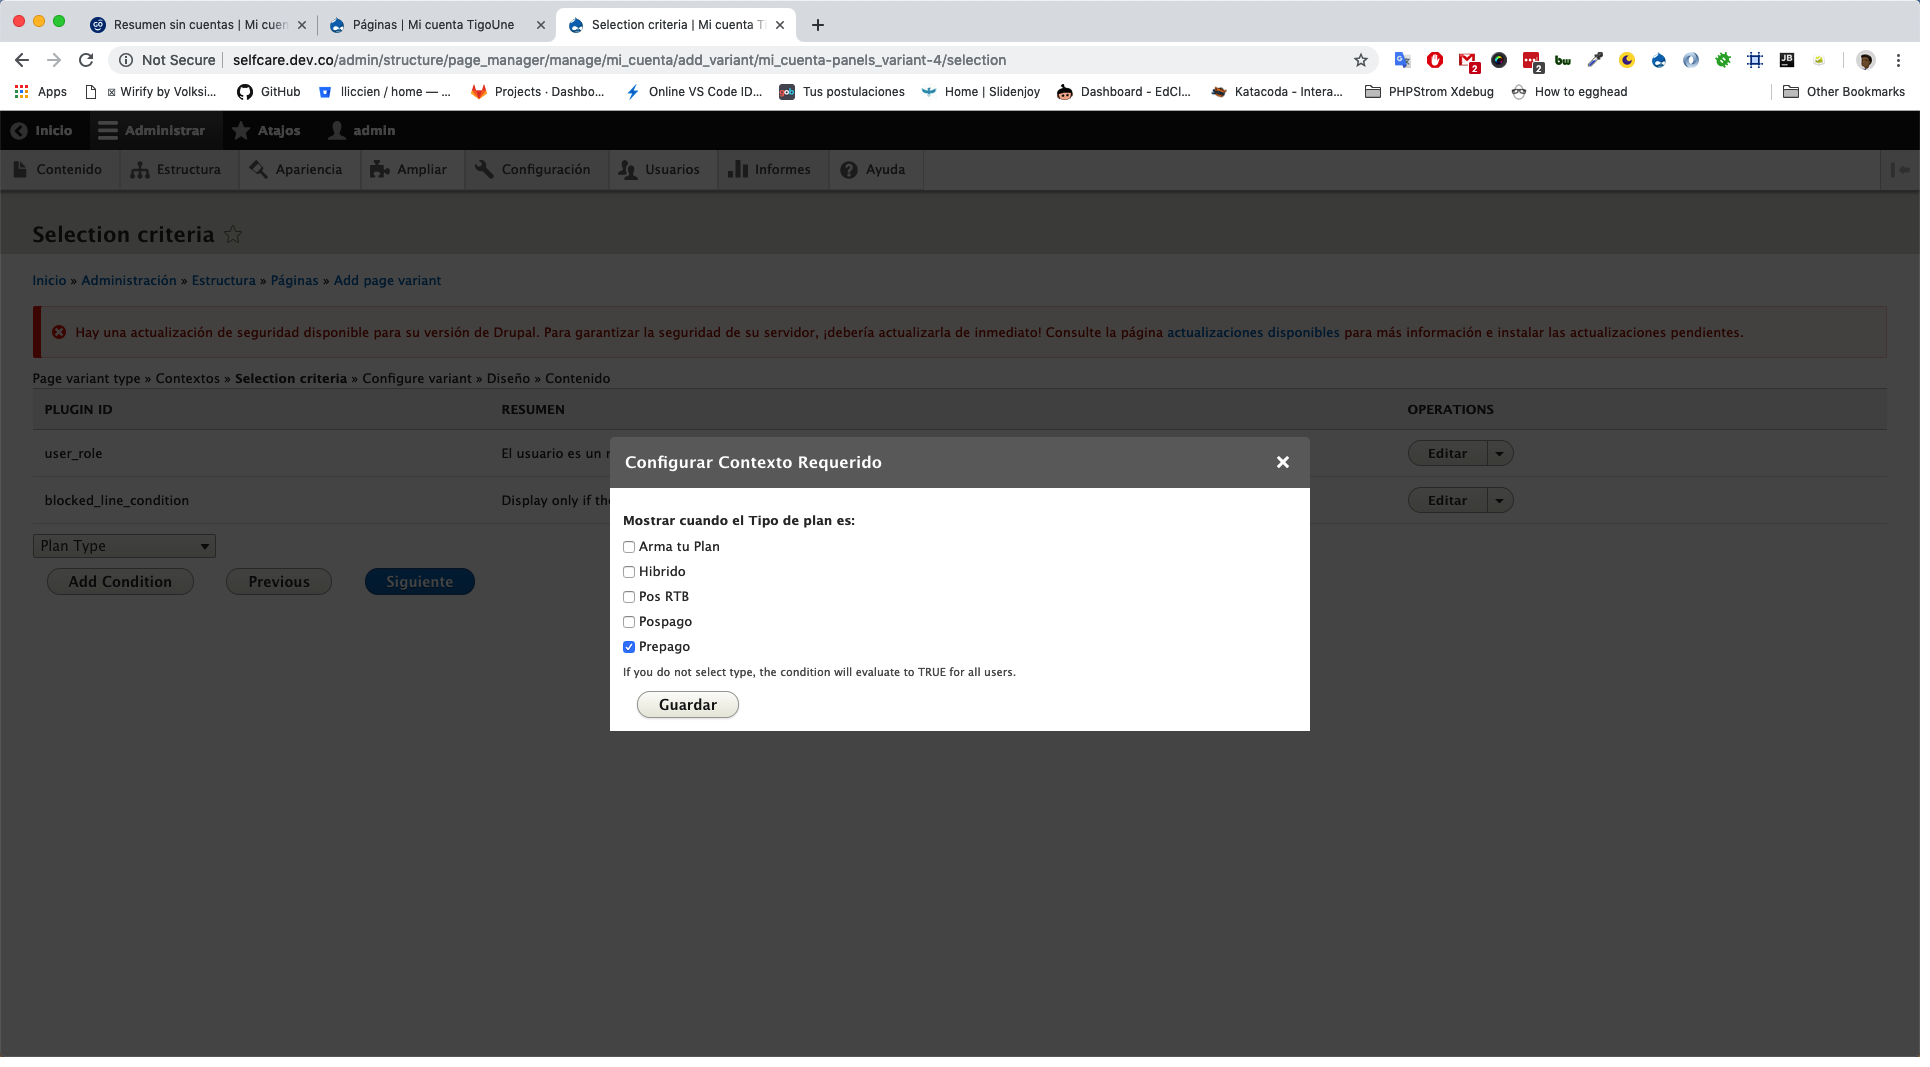 Resumen sin cuentas | Mi cuen
Páginas | Mi cuenta TigoUne
Selection criteria | Mi cuenta T
Not Secure
selfcare.dev.co/admin/structure/page_manager/manage/mi_cuenta/add_variant/mi_cuenta-panels_variant-4/selection
2
2
bw
JB
Apps
Wirify by Volksi...
GitHub
lliccien / home — ...
Projects · Dashbo...
Online VS Code ID...
gob
Tus postulaciones
Home | Slidenjoy
Dashboard - EdCl...
Katacoda - Intera...
PHPStrom Xdebug
How to egghead
Other Bookmarks
Inicio
Administrar
Atajos
admin
Contenido
Estructura
Apariencia
Ampliar
Configuración
Usuarios
Informes
Ayuda
Selection criteria
Inicio » Administración » Estructura » Páginas » Add page variant
Hay una actualización de seguridad disponible para su versión de Drupal. Para garantizar la seguridad de su servidor, ¡debería actualizarla de inmediato! Consulte la página actualizaciones disponibles para más información e instalar las actualizaciones pendientes.
Page variant type » Contextos » Selection criteria » Configure variant » Diseño » Contenido
PLUGIN ID
RESUMEN
OPERATIONS
user_role
El usuario es un
Editar
blocked_line_condition
Display only if th
Editar
Plan Type
Add Condition
Previous
Siguiente
Configurar Contexto Requerido
Mostrar cuando el Tipo de plan es:
Arma tu Plan
Hibrido
Pos RTB
Pospago
Prepago
If you do not select type, the condition will evaluate to TRUE for all users.
Guardar